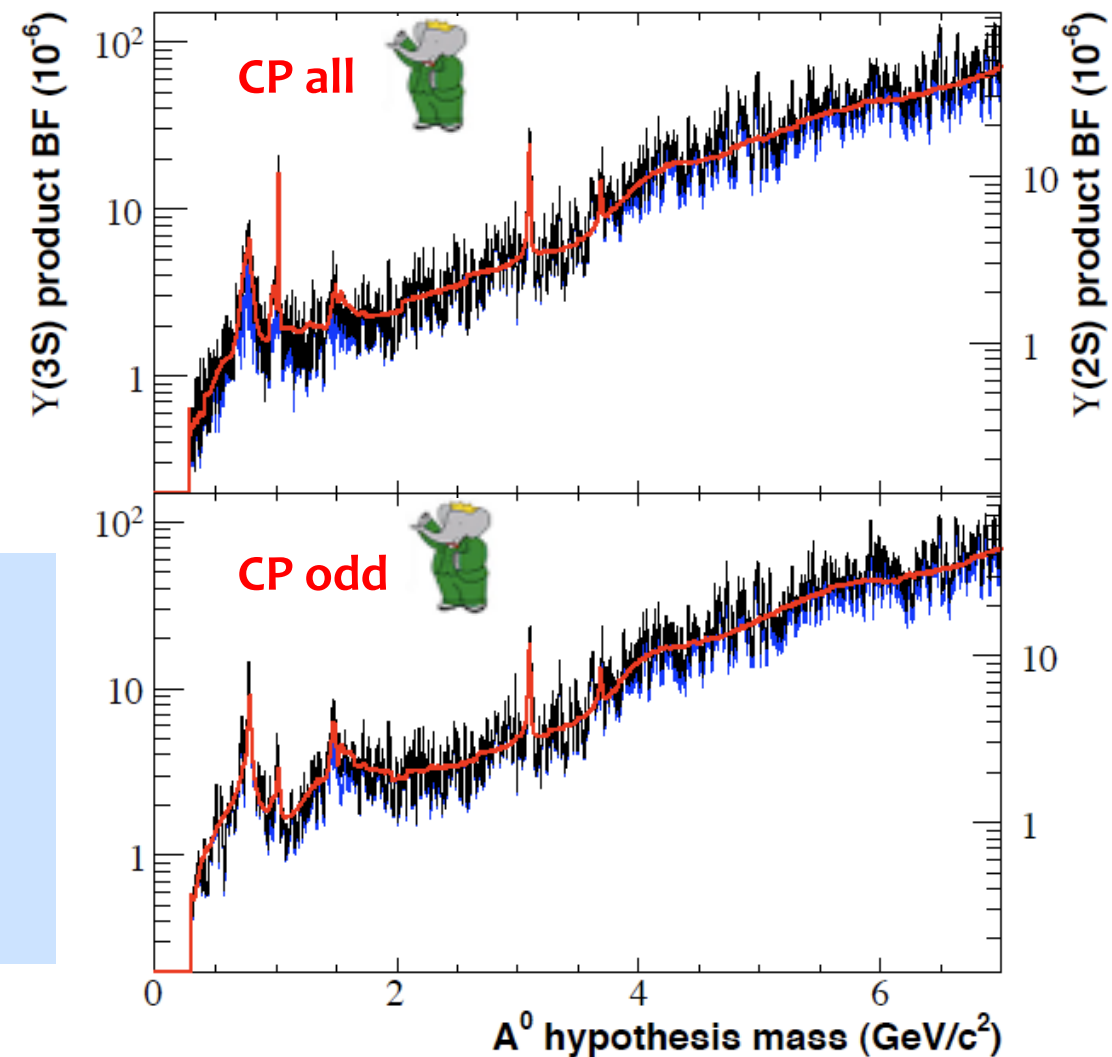 CP all
Υ(3S) product BF (10⁻⁶)
10²
10
1
Υ(2S) product BF (10⁻⁶)
10
1
CP odd
10²
10
1
10
1
0 2 4 6
A⁰ hypothesis mass (GeV/c²)